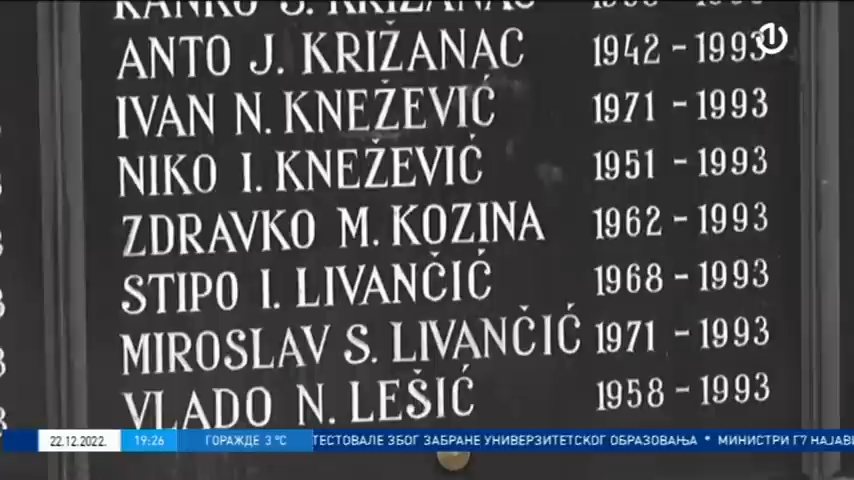 ANTO J. KRIŽANAC 1942 - 1993
IVAN N. KNEŽEVIĆ 1971 - 1993
NIKO I. KNEŽEVIĆ 1951 - 1993
ZDRAVKO M. KOZINA 1962 - 1993
STIPO I. LIVANČIĆ 1968 - 1993
MIROSLAV S. LIVANČIĆ 1971 - 1993
VLADO N. LEŠIĆ 1958 - 1993
22.12.2022. 19:26 ГОРАЖДЕ 3 °C ТЕСТОВАЛЕ ЗБОГ ЗАБРАНЕ УНИВЕРЗИТЕТСКОГ ОБРАЗОВАЊА * МИНИСТРИ Г7 НАЈАВИ